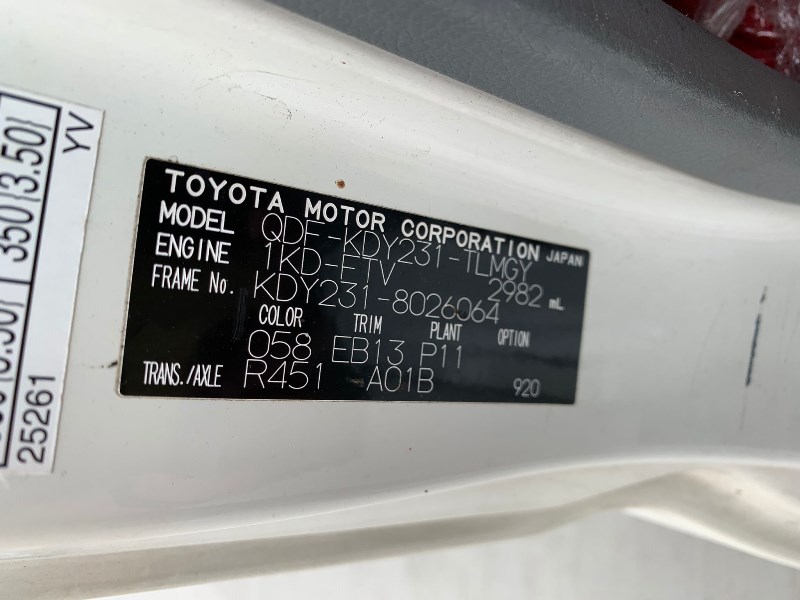 TOYOTA MOTOR CORPORATION JAPAN
MODEL QDF-KDY231-TLMGY
ENGINE 1KD-FTV 2982 mL
FRAME No. KDY231-8026064
COLOR TRIM PLANT OPTION
058 EB13 P11
TRANS./AXLE R451 A01B 920
350{3.50}
YV
25261